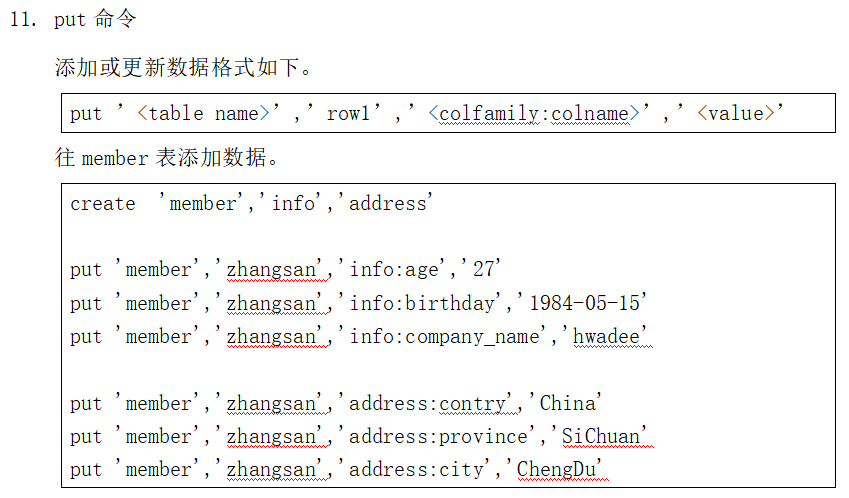 11. put 命令
添加或更新数据格式如下。
put ' <table name>' ,' row1' ,' <colfamily:colname>' ,' <value>'
往 member 表添加数据。
create  'member','info','address'
put 'member','zhangsan','info:age','27'
put 'member','zhangsan','info:birthday','1984-05-15'
put 'member','zhangsan','info:company_name','hwadee'
put 'member','zhangsan','address:contry','China'
put 'member','zhangsan','address:province','SiChuan'
put 'member','zhangsan','address:city','ChengDu'